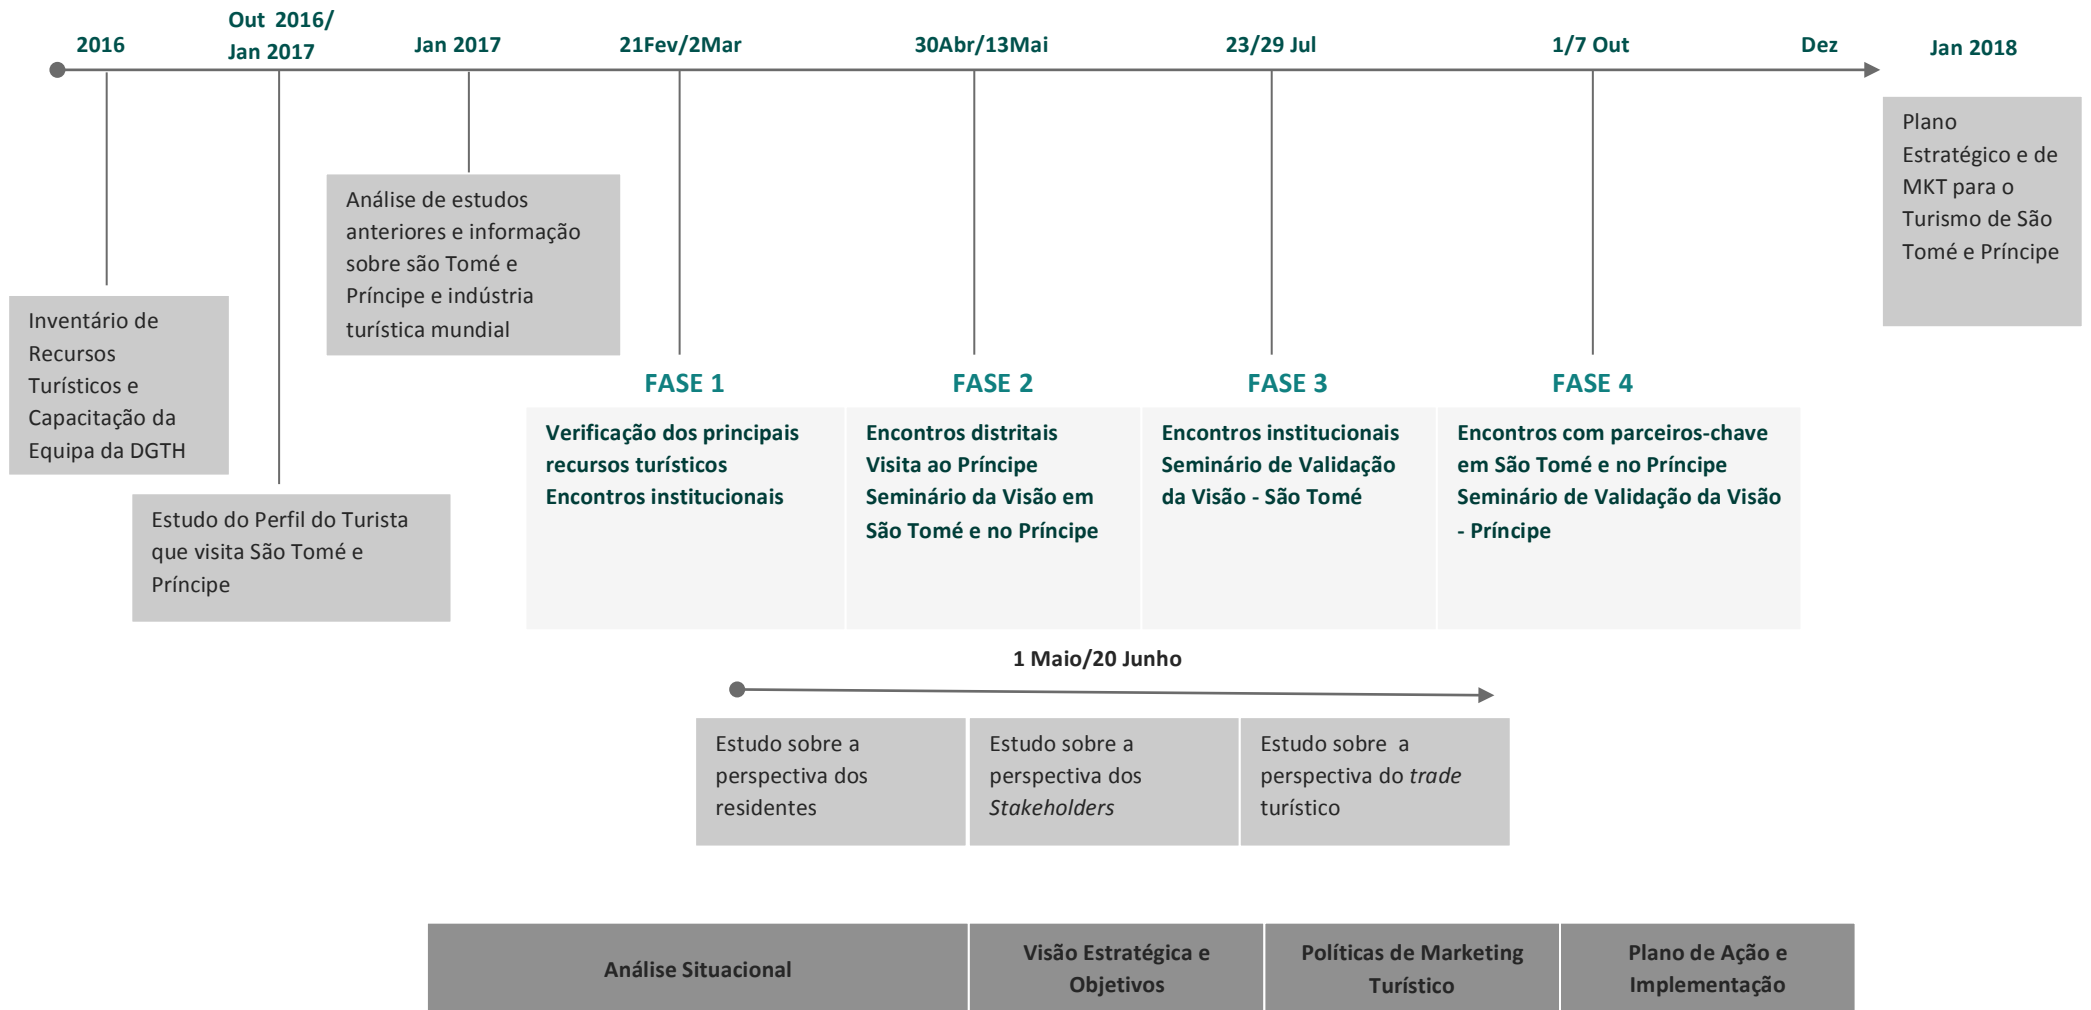 2016
Out 2016/
Jan 2017
Jan 2017
21Fev/2Mar
30Abr/13Mai
23/29 Jul
1/7 Out
Dez
Jan 2018
Plano
Estratégico e de
MKT para o
Turismo de São
Tomé e Príncipe
Análise de estudos
anteriores e informação
sobre são Tomé e
Príncipe e indústria
turística mundial
Inventário de
Recursos
Turísticos e
Capacitação da
Equipa da DGTH
Estudo do Perfil do Turista
que visita São Tomé e
Príncipe
FASE 1
Verificação dos principais
recursos turísticos
Encontros institucionais
FASE 2
Encontros distritais
Visita ao Príncipe
Seminário da Visão em
São Tomé e no Príncipe
FASE 3
Encontros institucionais
Seminário de Validação
da Visão - São Tomé
FASE 4
Encontros com parceiros-chave
em São Tomé e no Príncipe
Seminário de Validação da Visão
- Príncipe
1 Maio/20 Junho
Estudo sobre a
perspectiva dos
residentes
Estudo sobre a
perspectiva dos
Stakeholders
Estudo sobre a
perspectiva do trade
turístico
Análise Situacional
Visão Estratégica e
Objetivos
Políticas de Marketing
Turístico
Plano de Ação e
Implementação